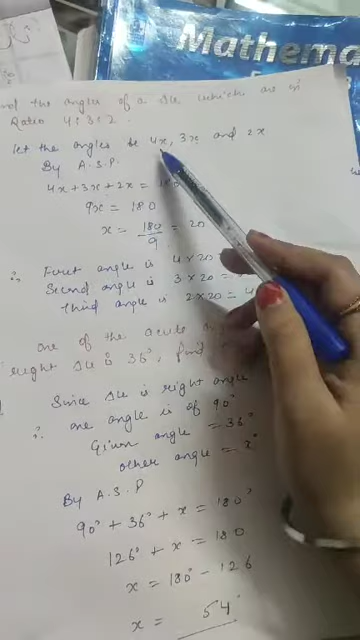 Mathema
find the angles of a Δle which are in
Ratio 4:3:2.
let the angles be 4x, 3x and 2x
By A.S.P.
4x + 3x + 2x = 180
9x = 180
x = 180/9 = 20
∴ First angle is 4 × 20
Second angle is 3 × 20 =
third angle is 2 × 20 = 4
one of the acute
right Δle is 36°, find
Since Δle is right angle
∴ one angle is of 90°
Given angle = 36°
other angle = x°
By A.S.P
90° + 36° + x = 180°
126° + x = 180
x = 180° - 126
x = 54°